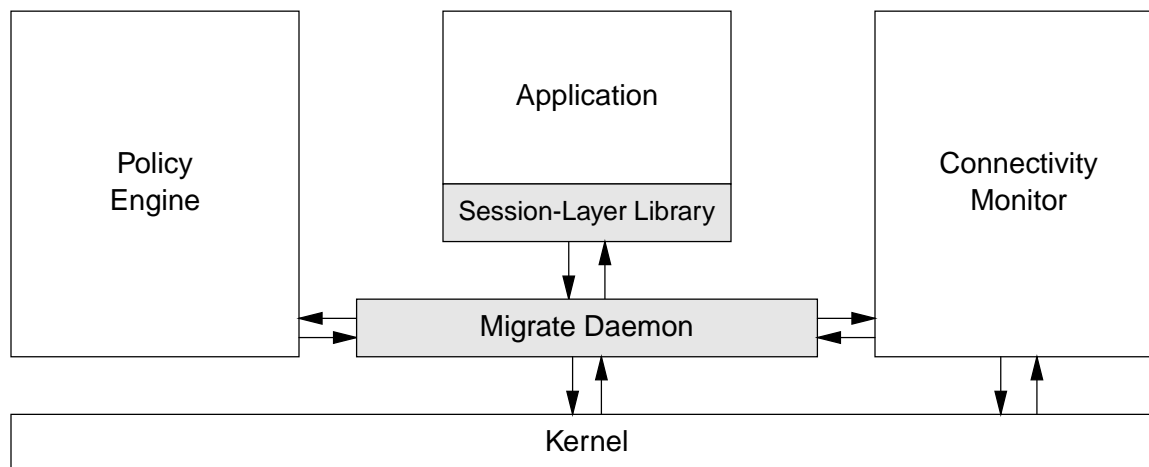 Policy
Engine
Application
Session-Layer Library
Connectivity
Monitor
Migrate Daemon
Kernel